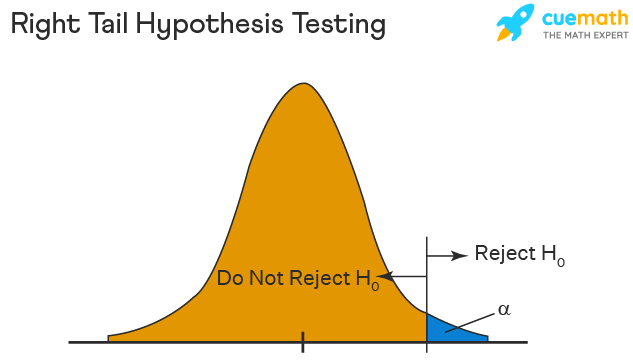 Right Tail Hypothesis Testing
cuemath
THE MATH EXPERT
Reject H₀
Do Not Reject H₀
α